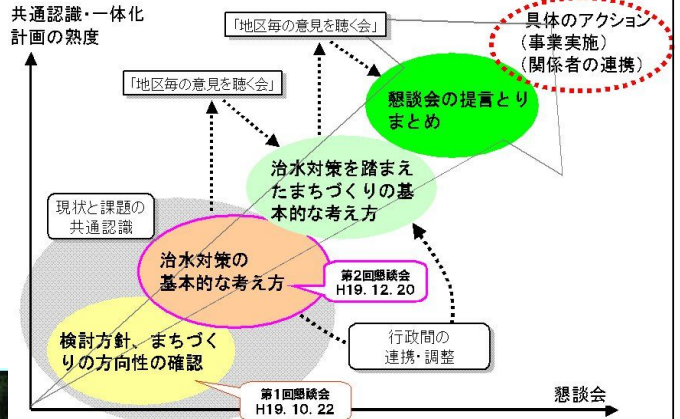 共通認識・一体化
計画の熟度
「地区毎の意見を聴く会」
具体のアクション
（事業実施）
（関係者の連携）
「地区毎の意見を聴く会」
懇談会の提言とり
まとめ
治水対策を踏まえ
たまちづくりの基
本的な考え方
現状と課題の
共通認識
治水対策の
基本的な考え方
第2回懇談会
H19. 12. 20
検討方針、まちづく
りの方向性の確認
行政間の
連携・調整
第1回懇談会
H19. 10. 22
懇談会